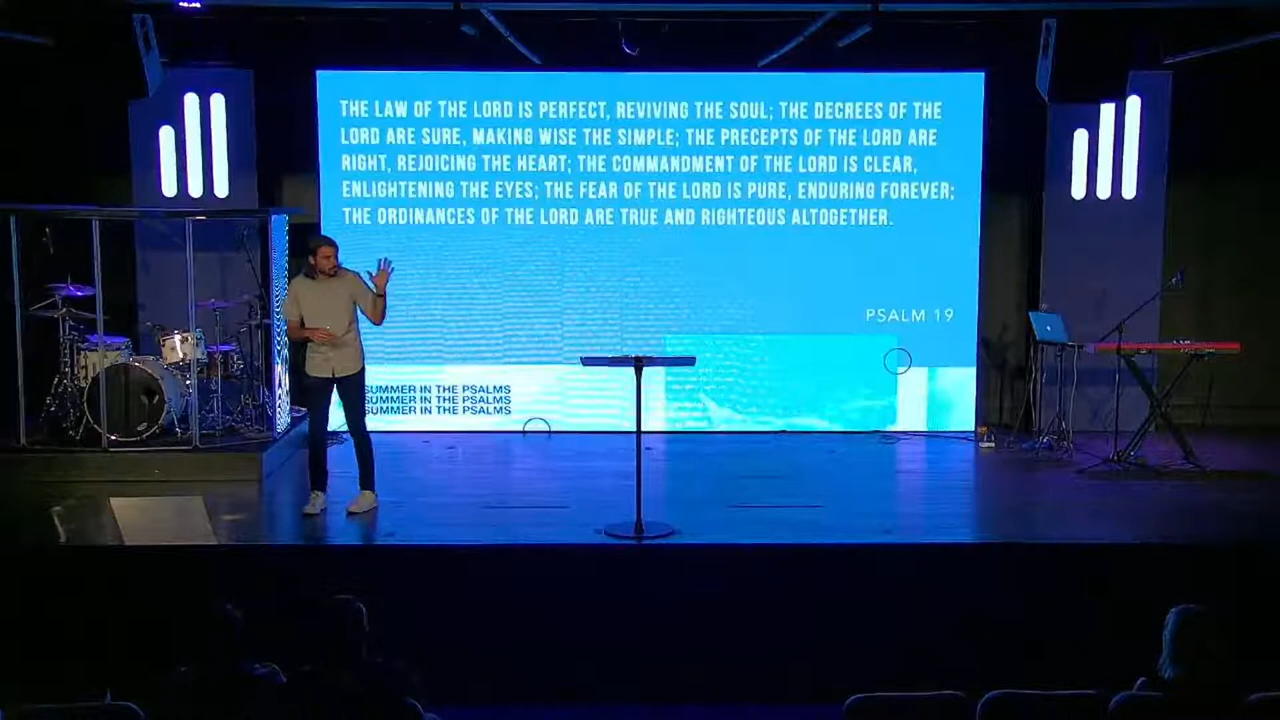 THE LAW OF THE LORD IS PERFECT, REVIVING THE SOUL; THE DECREES OF THE
LORD ARE SURE, MAKING WISE THE SIMPLE; THE PRECEPTS OF THE LORD ARE
RIGHT, REJOICING THE HEART; THE COMMANDMENT OF THE LORD IS CLEAR,
ENLIGHTENING THE EYES; THE FEAR OF THE LORD IS PURE, ENDURING FOREVER;
THE ORDINANCES OF THE LORD ARE TRUE AND RIGHTEOUS ALTOGETHER.
PSALM 19
SUMMER IN THE PSALMS
SUMMER IN THE PSALMS
SUMMER IN THE PSALMS